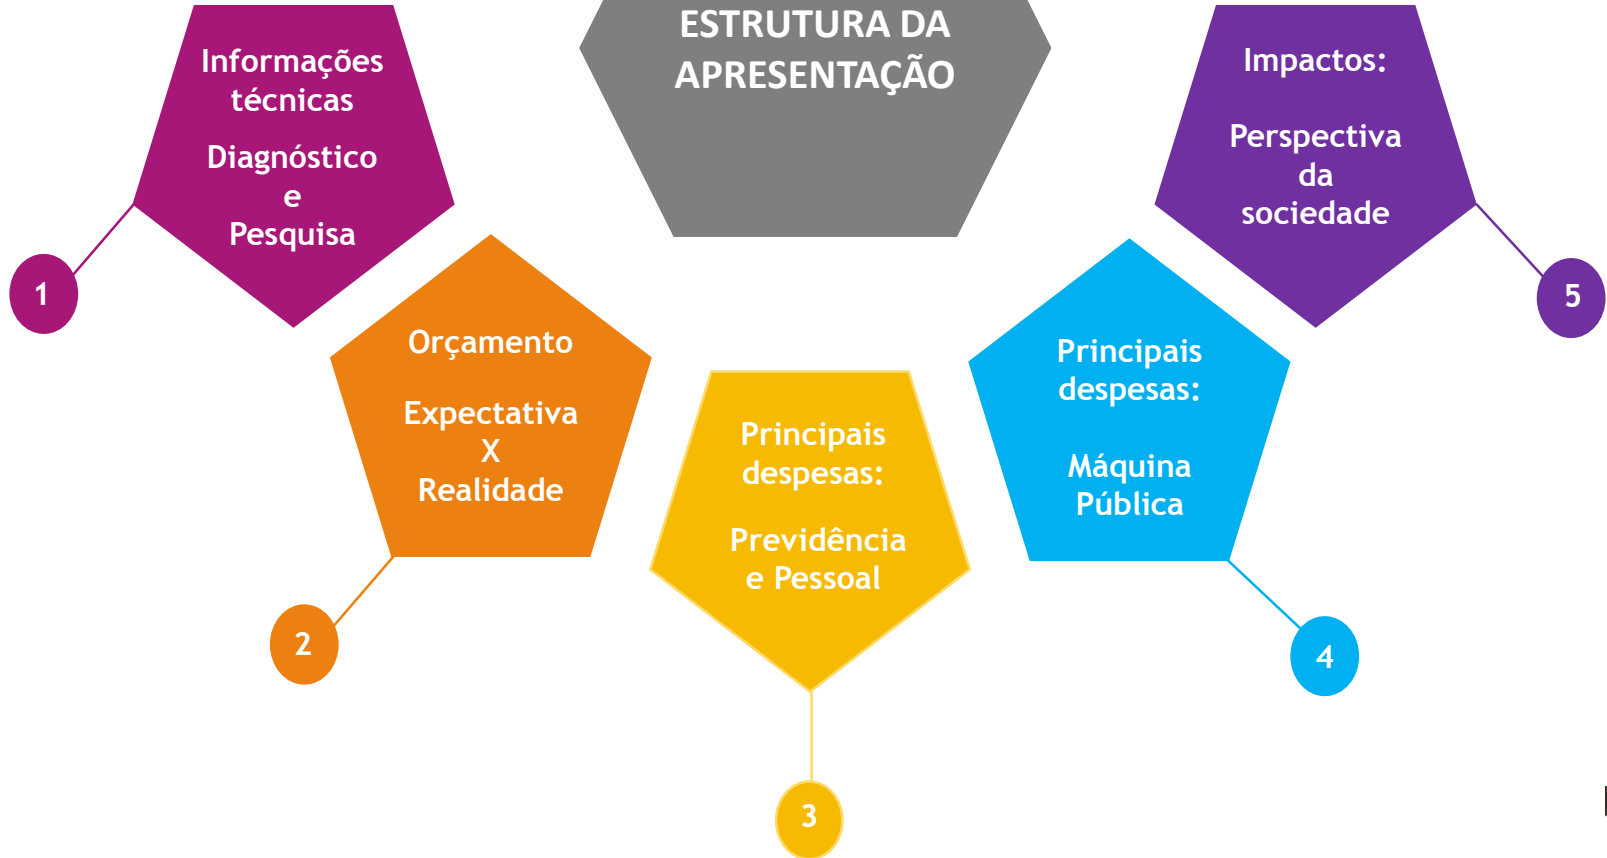 ESTRUTURA DA
APRESENTAÇÃO
Informações
técnicas
Diagnóstico
e
Pesquisa
1
Orçamento
Expectativa
X
Realidade
2
Principais
despesas:
Previdência
e Pessoal
3
Principais
despesas:
Máquina
Pública
4
Impactos:
Perspectiva
da
sociedade
5